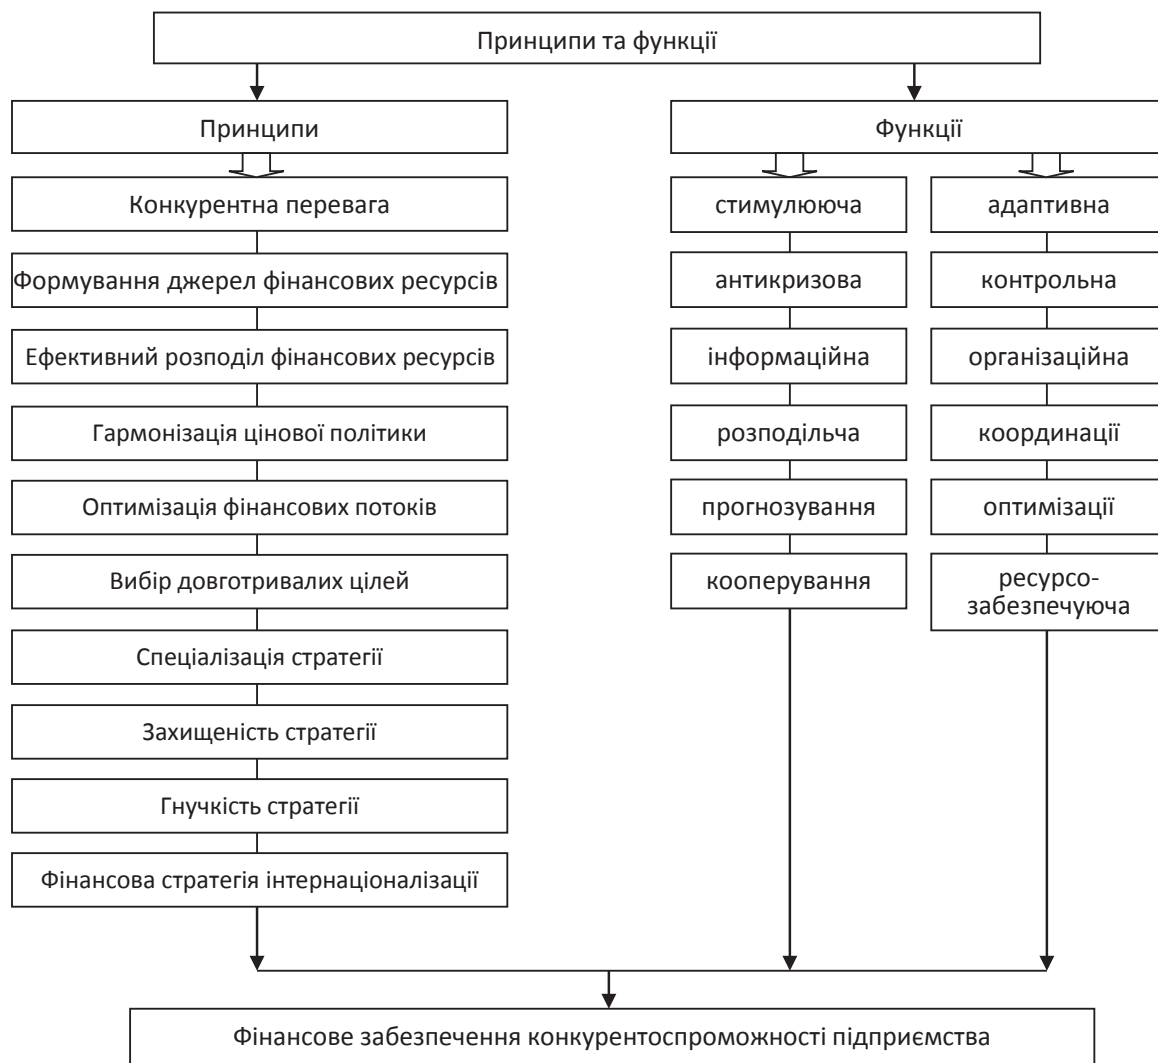 Принципи та функції
Принципи
Функції
Конкурентна перевага
Формування джерел фінансових ресурсів
Ефективний розподіл фінансових ресурсів
Гармонізація цінової політики
Оптимізація фінансових потоків
Вибір довготривалих цілей
Спеціалізація стратегії
Захищеність стратегії
Гнучкість стратегії
Фінансова стратегія інтернаціоналізації
стимулююча
антикризова
інформаційна
розподільча
прогнозування
кооперування
адаптивна
контрольна
організаційна
координації
оптимізації
ресурсо-
забезпечуюча
Фінансове забезпечення конкурентоспроможності підприємства